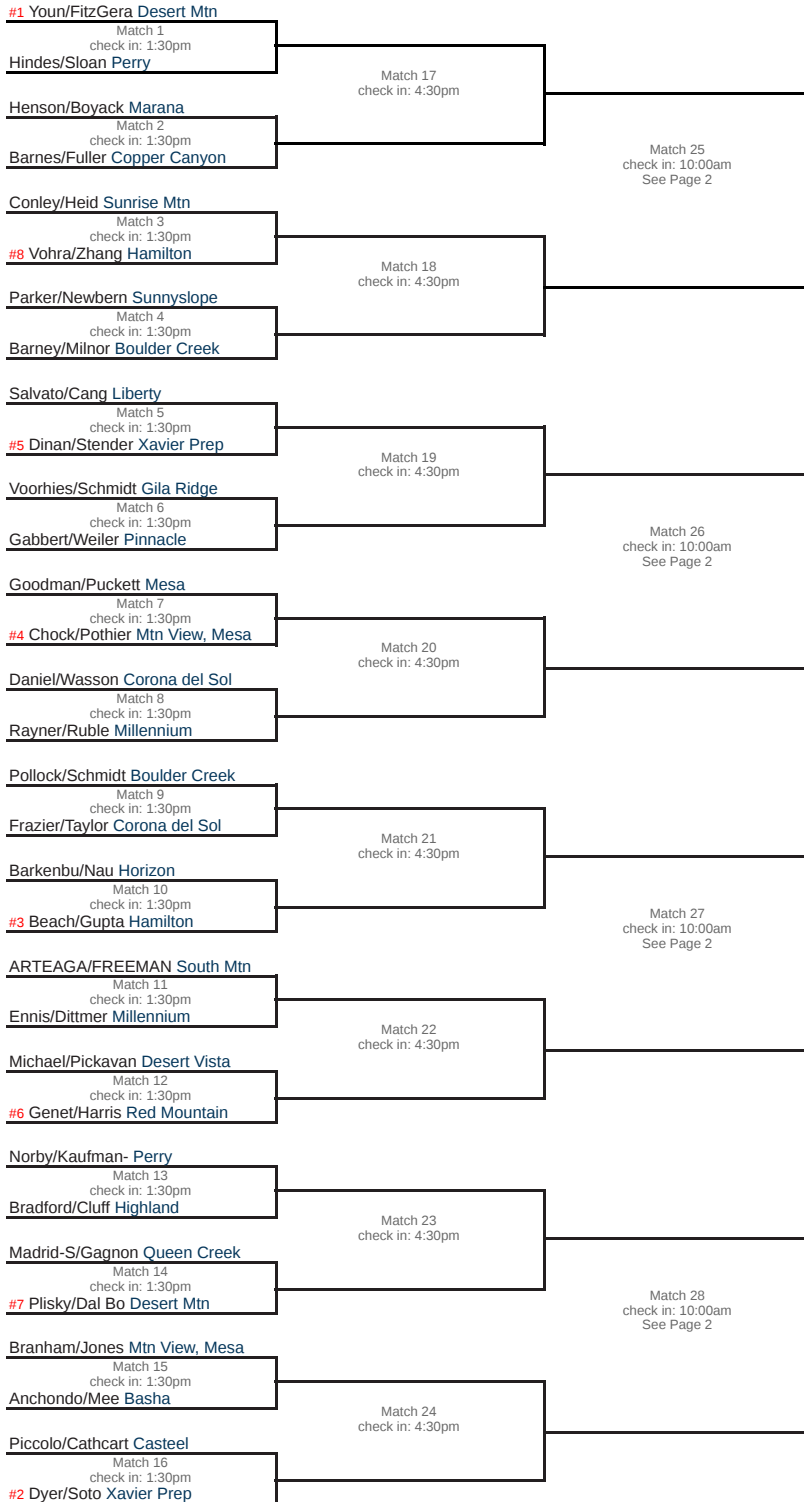 #1 Youn/FitzGera Desert Mtn
Match 1
check in: 1:30pm
Hindes/Sloan Perry
Henson/Boyack Marana
Match 2
check in: 1:30pm
Barnes/Fuller Copper Canyon
Conley/Heid Sunrise Mtn
Match 3
check in: 1:30pm
#8 Vohra/Zhang Hamilton
Parker/Newbern Sunnyslope
Match 4
check in: 1:30pm
Barney/Milnor Boulder Creek
Salvato/Cang Liberty
Match 5
check in: 1:30pm
#5 Dinan/Stender Xavier Prep
Voorhies/Schmidt Gila Ridge
Match 6
check in: 1:30pm
Gabbert/Weiler Pinnacle
Goodman/Puckett Mesa
Match 7
check in: 1:30pm
#4 Chock/Pothier Mtn View, Mesa
Daniel/Wasson Corona del Sol
Match 8
check in: 1:30pm
Rayner/Ruble Millennium
Pollock/Schmidt Boulder Creek
Match 9
check in: 1:30pm
Frazier/Taylor Corona del Sol
Barkenbu/Nau Horizon
Match 10
check in: 1:30pm
#3 Beach/Gupta Hamilton
ARTEAGA/FREEMAN South Mtn
Match 11
check in: 1:30pm
Ennis/Dittmer Millennium
Michael/Pickavan Desert Vista
Match 12
check in: 1:30pm
#6 Genet/Harris Red Mountain
Norby/Kaufman- Perry
Match 13
check in: 1:30pm
Bradford/Cluff Highland
Madrid-S/Gagnon Queen Creek
Match 14
check in: 1:30pm
#7 Plisky/Dal Bo Desert Mtn
Branham/Jones Mtn View, Mesa
Match 15
check in: 1:30pm
Anchondo/Mee Basha
Piccolo/Cathcart Casteel
Match 16
check in: 1:30pm
#2 Dyer/Soto Xavier Prep
Match 17
check in: 4:30pm
Match 18
check in: 4:30pm
Match 19
check in: 4:30pm
Match 20
check in: 4:30pm
Match 21
check in: 4:30pm
Match 22
check in: 4:30pm
Match 23
check in: 4:30pm
Match 24
check in: 4:30pm
Match 25
check in: 10:00am
See Page 2
Match 26
check in: 10:00am
See Page 2
Match 27
check in: 10:00am
See Page 2
Match 28
check in: 10:00am
See Page 2